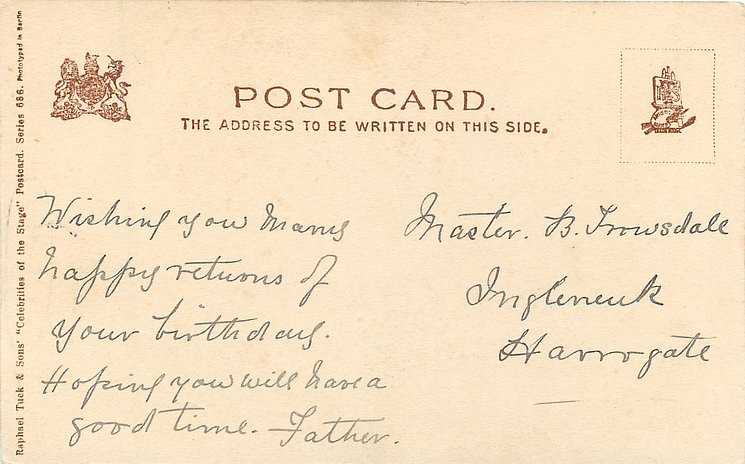 POST CARD.
THE ADDRESS TO BE WRITTEN ON THIS SIDE.
Wishing you many
happy returns of
your birthday.
Hoping you will have a
good time. Father.
Master. B. Trowsdale
Ingleneuk
Harrogate
Raphael Tuck & Sons' "Celebrities of the Stage" Postcard. Series 686. Phototyped in Berlin